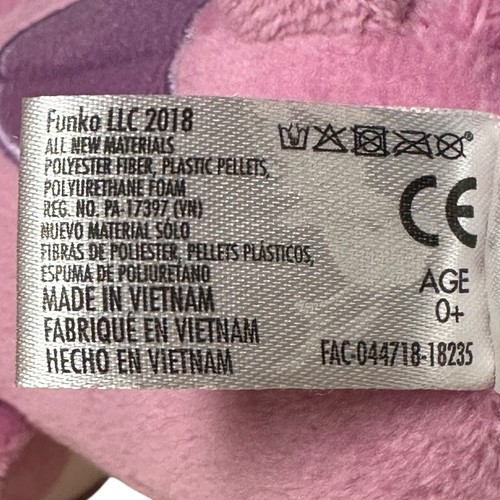 Funko LLC 2018
ALL NEW MATERIALS
POLYESTER FIBER, PLASTIC PELLETS,
POLYURETHANE FOAM
REG. NO. PA-17397 (VN)
NUEVO MATERIAL SÓLO
FIBRAS DE POLIESTER, PELLETS PLÁSTICOS,
ESPUMA DE POLIURETANO
MADE IN VIETNAM
FABRIQUÉ EN VIETNAM
HECHO EN VIETNAM
CE
AGE
0+
FAC-044718-18235